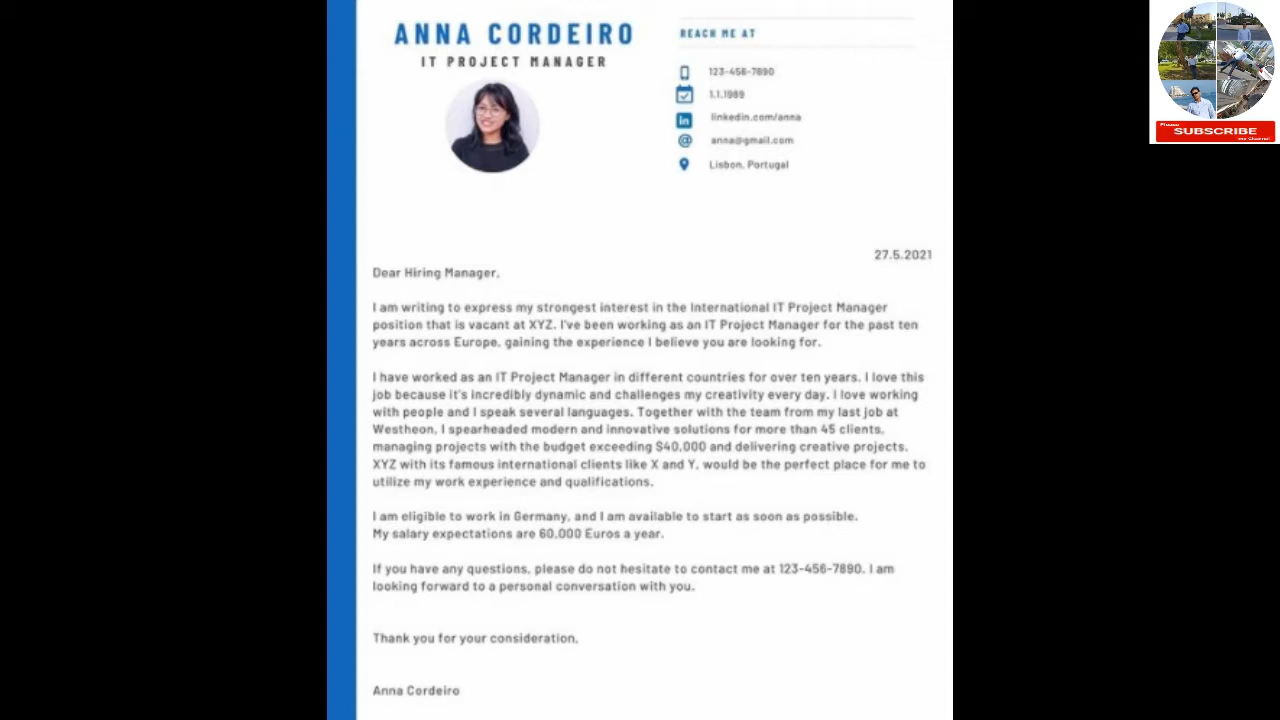 ANNA CORDEIRO
IT PROJECT MANAGER
REACH ME AT
123-456-7890
1.1.1989
linkedin.com/anna
anna@gmail.com
Lisbon, Portugal
Please
SUBSCRIBE
my Channel
27.5.2021
Dear Hiring Manager,
I am writing to express my strongest interest in the International IT Project Manager
position that is vacant at XYZ. I've been working as an IT Project Manager for the past ten
years across Europe, gaining the experience I believe you are looking for.
I have worked as an IT Project Manager in different countries for over ten years. I love this
job because it's incredibly dynamic and challenges my creativity every day. I love working
with people and I speak several languages. Together with the team from my last job at
Westheon, I spearheaded modern and innovative solutions for more than 45 clients,
managing projects with the budget exceeding $40,000 and delivering creative projects.
XYZ with its famous international clients like X and Y, would be the perfect place for me to
utilize my work experience and qualifications.
I am eligible to work in Germany, and I am available to start as soon as possible.
My salary expectations are 60,000 Euros a year.
If you have any questions, please do not hesitate to contact me at 123-456-7890. I am
looking forward to a personal conversation with you.
Thank you for your consideration,
Anna Cordeiro